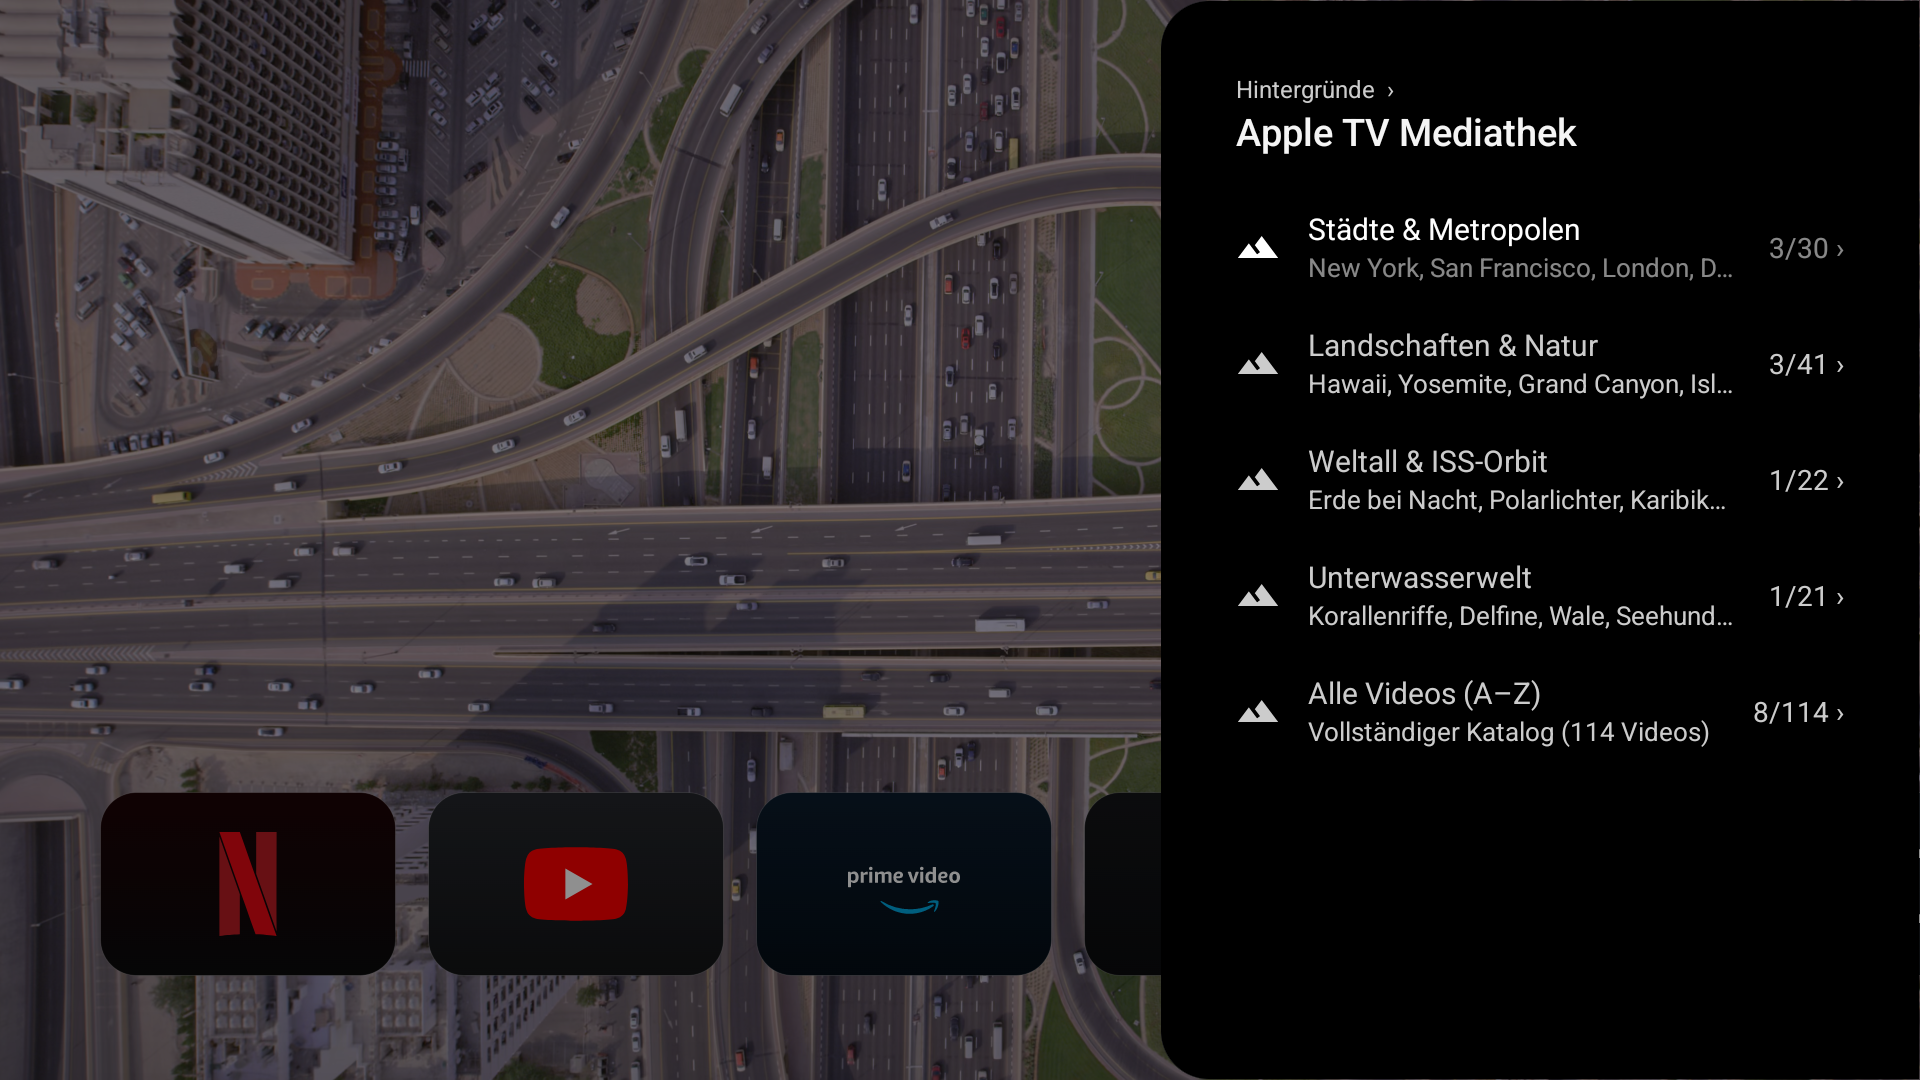 Hintergründe ›
Apple TV Mediathek
Städte & Metropolen
New York, San Francisco, London, D...
3/30 ›
Landschaften & Natur
Hawaii, Yosemite, Grand Canyon, Isl...
3/41 ›
Weltall & ISS-Orbit
Erde bei Nacht, Polarlichter, Karibik...
1/22 ›
Unterwasserwelt
Korallenriffe, Delfine, Wale, Seehund...
1/21 ›
Alle Videos (A–Z)
Vollständiger Katalog (114 Videos)
8/114 ›
N
prime video